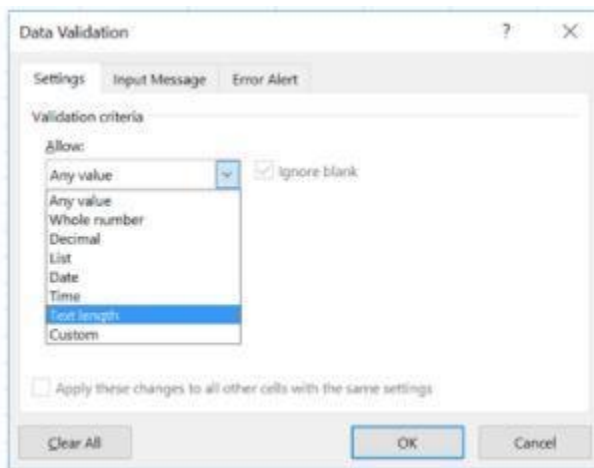 Data Validation ? ×
Settings Input Message Error Alert
Validation criteria
Allow:
Any value Ignore blank
Any value
Whole number
Decimal
List
Date
Time
Text length
Custom
Apply these changes to all other cells with the same settings
Clear All OK Cancel